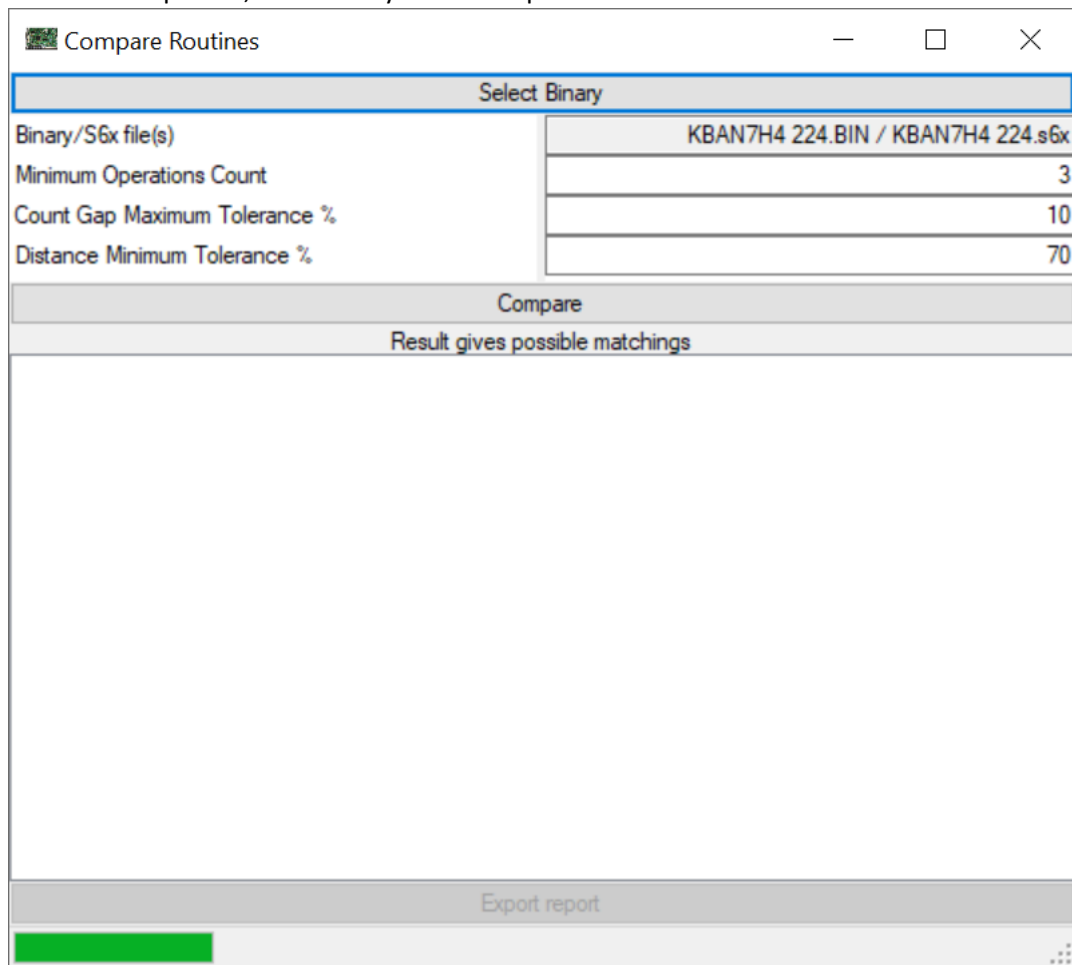 Compare Routines
Select Binary
Binary/S6x file(s) KBAN7H4 224.BIN / KBAN7H4 224.s6x
Minimum Operations Count 3
Count Gap Maximum Tolerance % 10
Distance Minimum Tolerance % 70
Compare
Result gives possible matchings
Export report